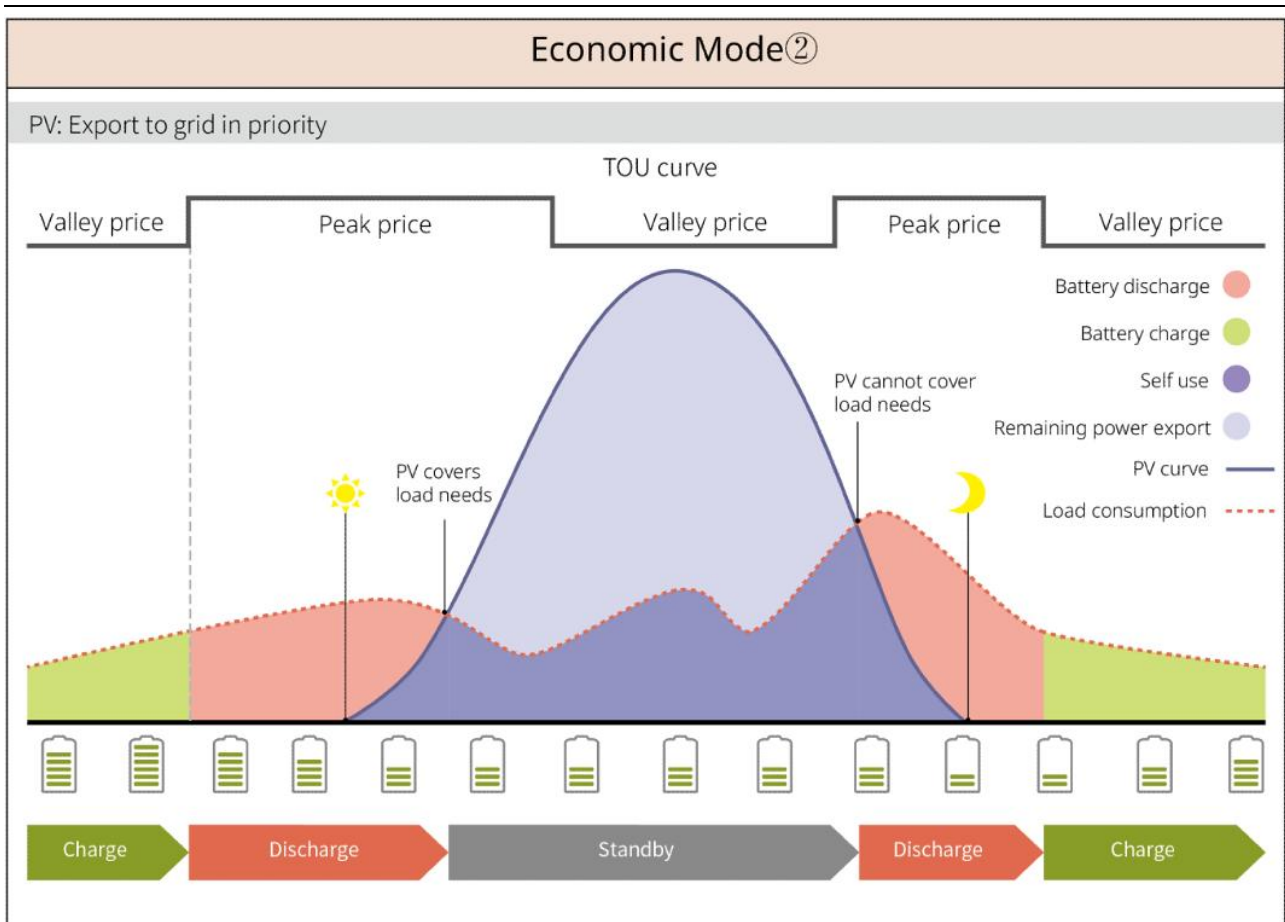 Economic Mode②
PV: Export to grid in priority
TOU curve
Valley price
Peak price
Valley price
Peak price
Valley price
Battery discharge
Battery charge
Self use
Remaining power export
PV curve
Load consumption
PV covers
load needs
PV cannot cover
load needs
Charge
Discharge
Standby
Discharge
Charge